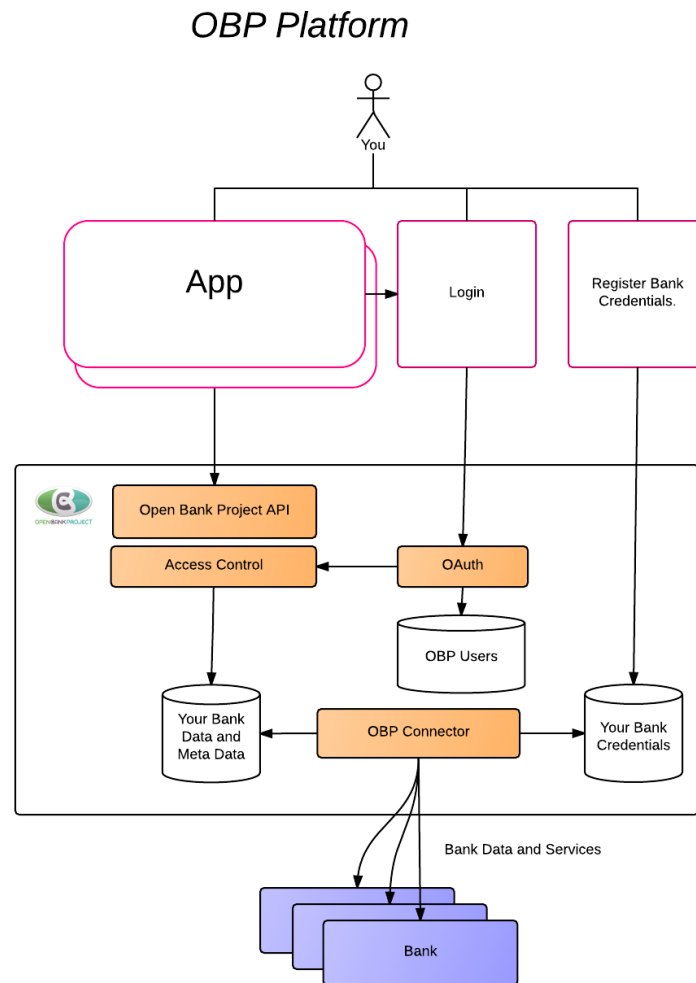 OBP Platform
You
App
Login
Register Bank
Credentials.
OPENBANKPROJECT
Open Bank Project API
Access Control
OAuth
OBP Users
Your Bank
Data and
Meta Data
OBP Connector
Your Bank
Credentials
Bank Data and Services
Bank